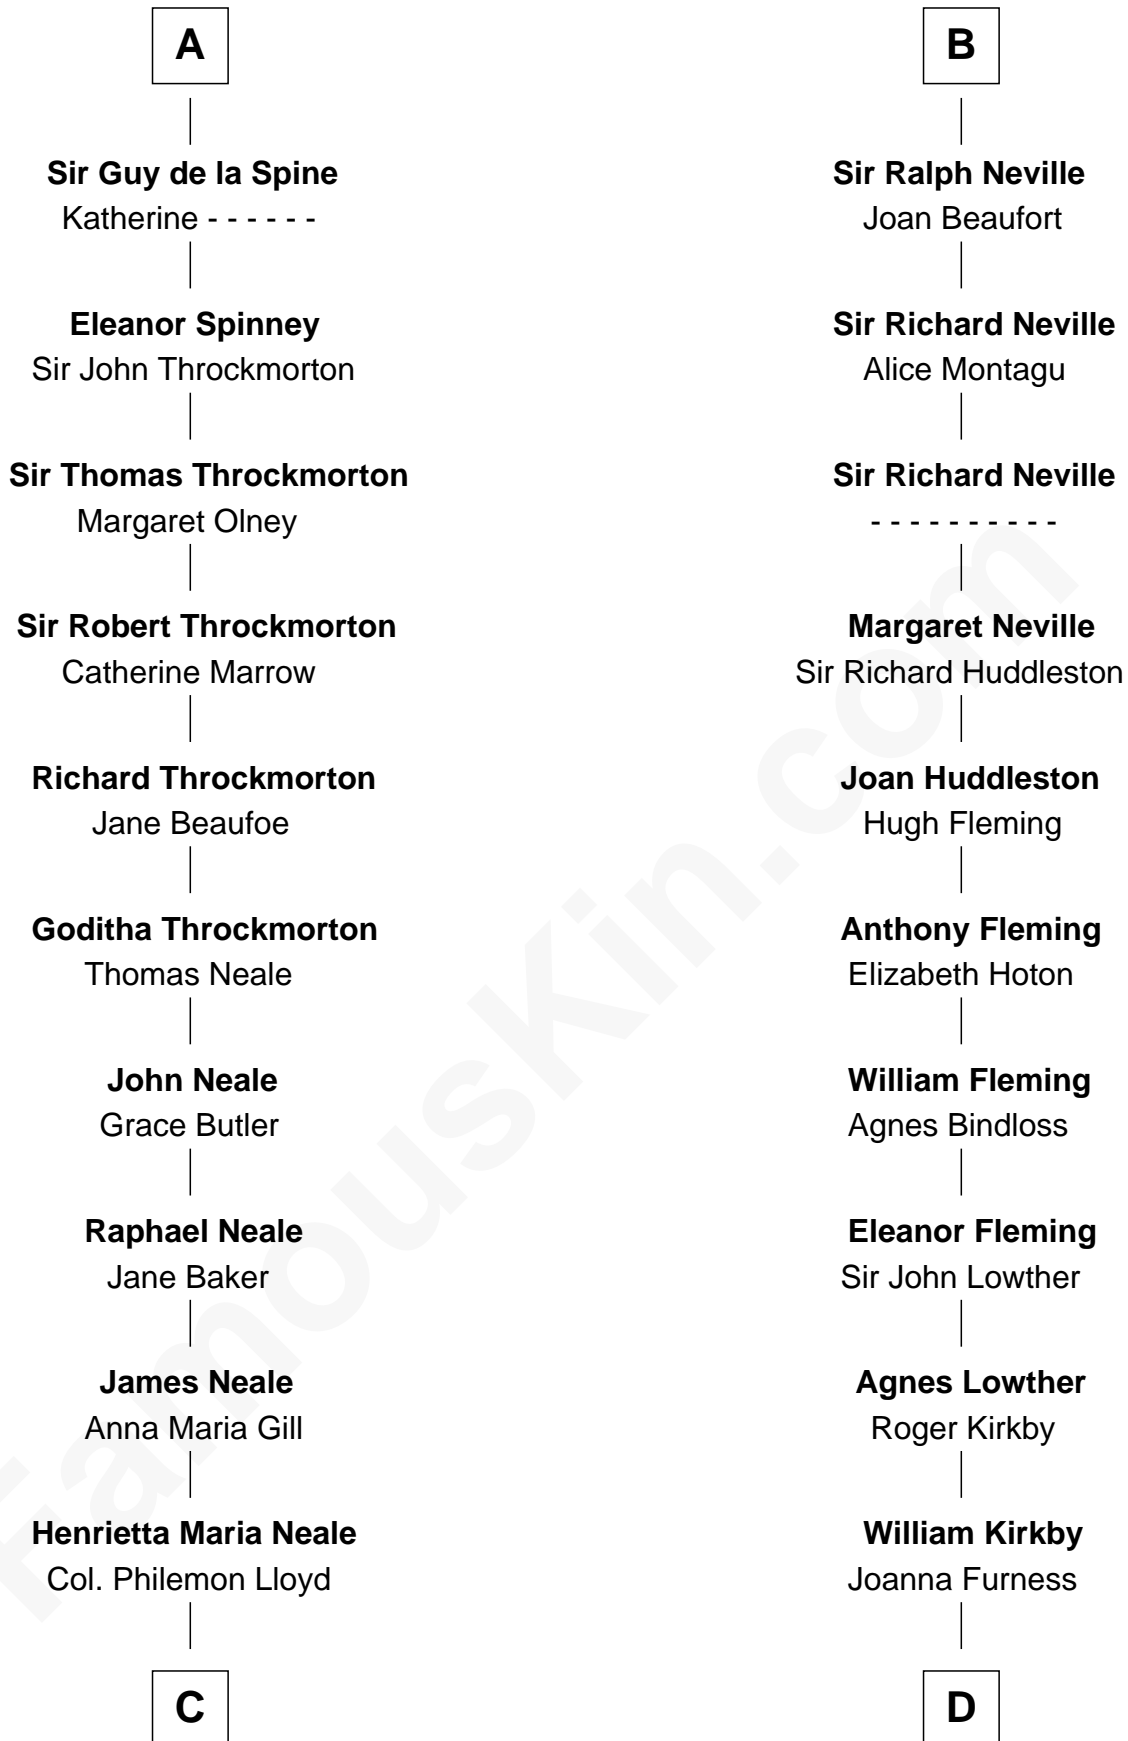 A
Sir Guy de la Spine
Katherine - - - - - -
Eleanor Spinney
Sir John Throckmorton
Sir Thomas Throckmorton
Margaret Olney
Sir Robert Throckmorton
Catherine Marrow
Richard Throckmorton
Jane Beaufoe
Goditha Throckmorton
Thomas Neale
John Neale
Grace Butler
Raphael Neale
Jane Baker
James Neale
Anna Maria Gill
Henrietta Maria Neale
Col. Philemon Lloyd
C
B
Sir Ralph Neville
Joan Beaufort
Sir Richard Neville
Alice Montagu
Sir Richard Neville
- - - - - - - - - -
Margaret Neville
Sir Richard Huddleston
Joan Huddleston
Hugh Fleming
Anthony Fleming
Elizabeth Hoton
William Fleming
Agnes Bindloss
Eleanor Fleming
Sir John Lowther
Agnes Lowther
Roger Kirkby
William Kirkby
Joanna Furness
D
FamousKin.com